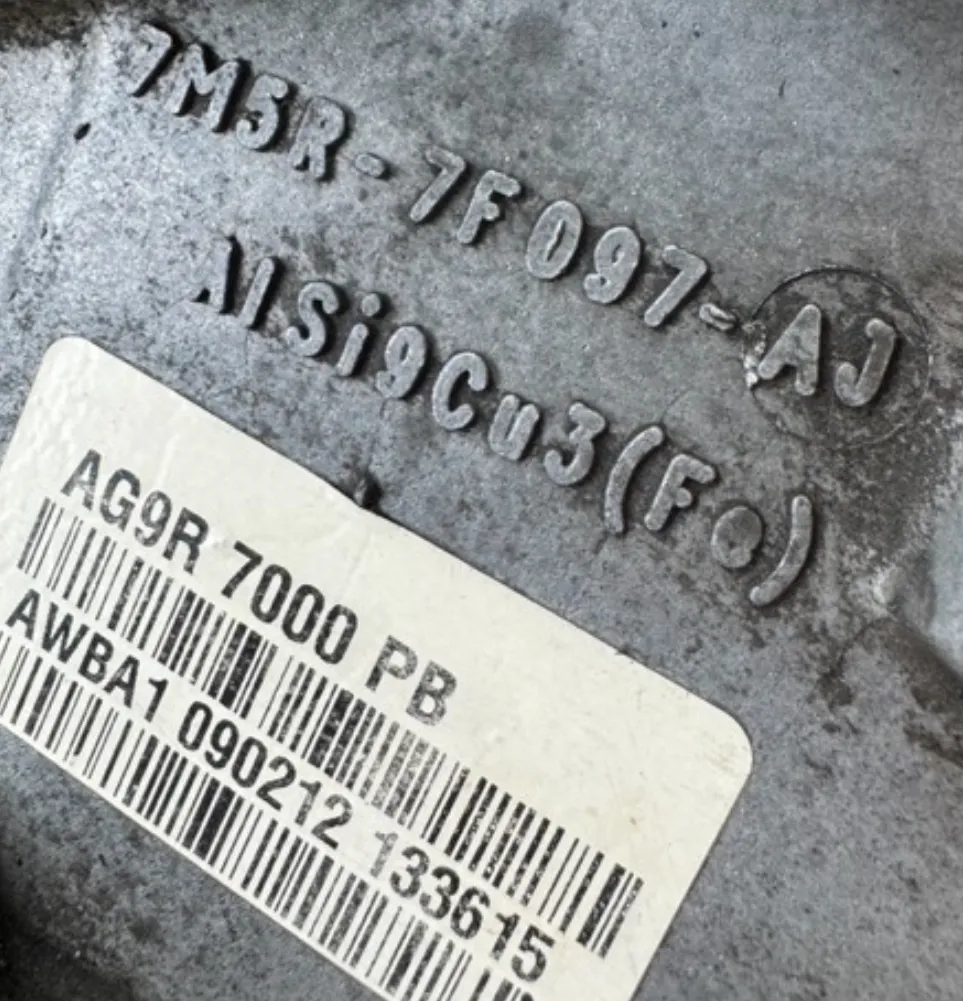 7M5R-7F097-AJ
AlSi9Cu3(Fe)
AG9R 7000 PB
AWBA1 090212 133615